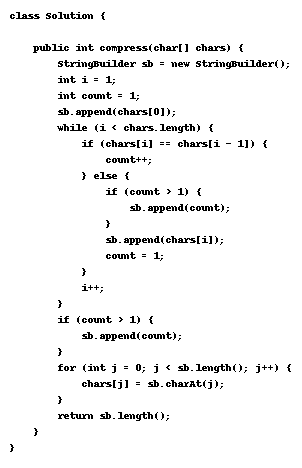 class Solution {
    public int compress(char[] chars) {
        StringBuilder sb = new StringBuilder();
        int i = 1;
        int count = 1;
        sb.append(chars[0]);
        while (i < chars.length) {
            if (chars[i] == chars[i - 1]) {
                count++;
            } else {
                if (count > 1) {
                    sb.append(count);
                }
                sb.append(chars[i]);
                count = 1;
            }
            i++;
        }
        if (count > 1) {
            sb.append(count);
        }
        for (int j = 0; j < sb.length(); j++) {
            chars[j] = sb.charAt(j);
        }
        return sb.length();
    }
}